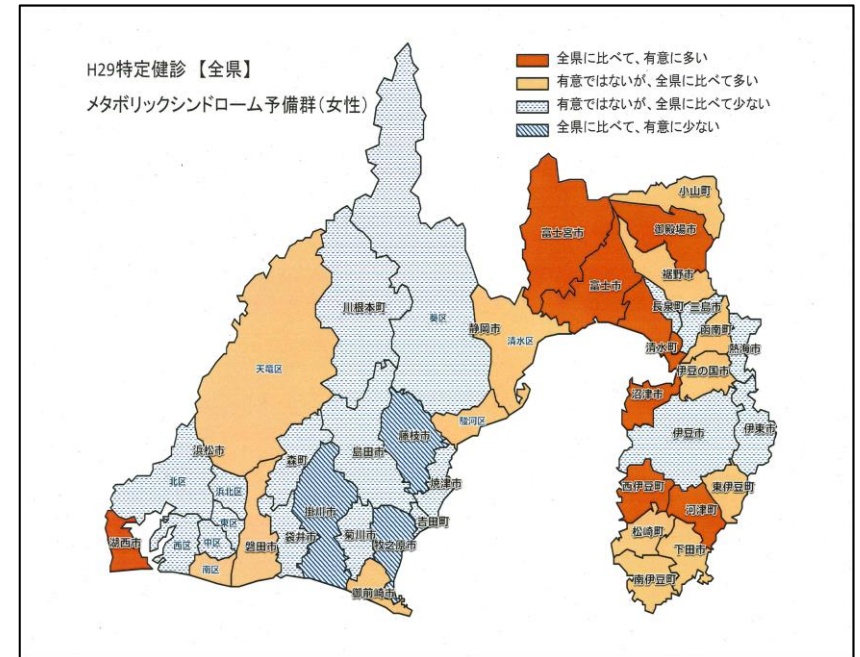 H29特定健診 【全県】
メタボリックシンドローム予備群(女性)
全県に比べて、有意に多い
有意ではないが、全県に比べて多い
有意ではないが、全県に比べて少ない
全県に比べて、有意に少ない
小山町
御殿場市
富士宮市
裾野市
富士市
長泉町
三島市
川根本町
葵区
静岡市
清水区
函南町
清水町
熱海市
天竜区
伊豆の国市
沼津市
駿河区
藤枝市
伊豆市
伊東市
浜松市
森町
島田市
北区
浜北区
焼津市
西伊豆町
東伊豆町
掛川市
吉田町
河津町
東区
湖西市
西区
中区
磐田市
袋井市
菊川市
牧之原市
松崎町
下田市
南区
南伊豆町
御前崎市